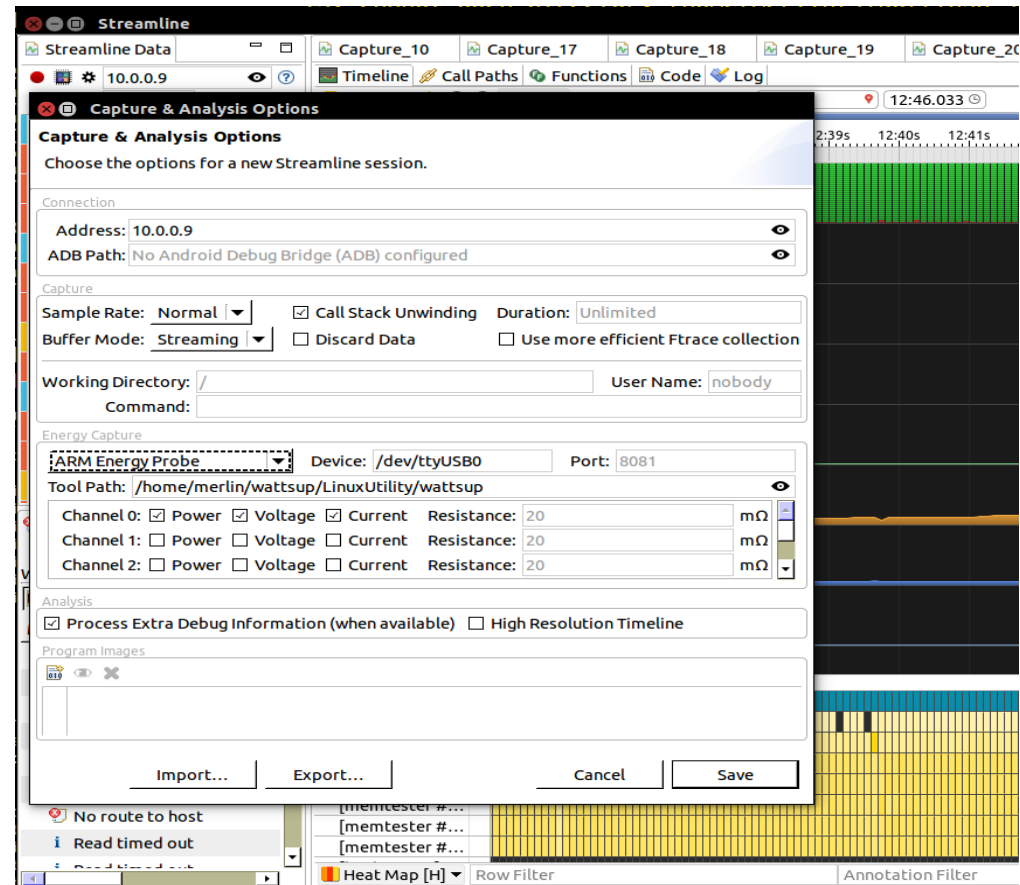 Streamline
Streamline Data
Capture_10 Capture_17 Capture_18 Capture_19 Capture_20
10.0.0.9
Timeline Call Paths Functions Code Log
12:46.033
Capture & Analysis Options
Capture & Analysis Options
Choose the options for a new Streamline session.
2:39s 12:40s 12:41s
Connection
Address: 10.0.0.9
ADB Path: No Android Debug Bridge (ADB) configured
Capture
Sample Rate: Normal Call Stack Unwinding Duration: Unlimited
Buffer Mode: Streaming Discard Data Use more efficient Ftrace collection
Working Directory: / User Name: nobody
Command:
Energy Capture
ARM Energy Probe Device: /dev/ttyUSB0 Port: 8081
Tool Path: /home/merlin/wattsup/LinuxUtility/wattsup
Channel 0: Power Voltage Current Resistance: 20 mΩ
Channel 1: Power Voltage Current Resistance: 20 mΩ
Channel 2: Power Voltage Current Resistance: 20 mΩ
Analysis
Process Extra Debug Information (when available) High Resolution Timeline
Program Images
Import... Export... Cancel Save
[memtester #...
No route to host
[memtester #...
Read timed out
[memtester #...
Read timed out
Heat Map [H] Row Filter Annotation Filter